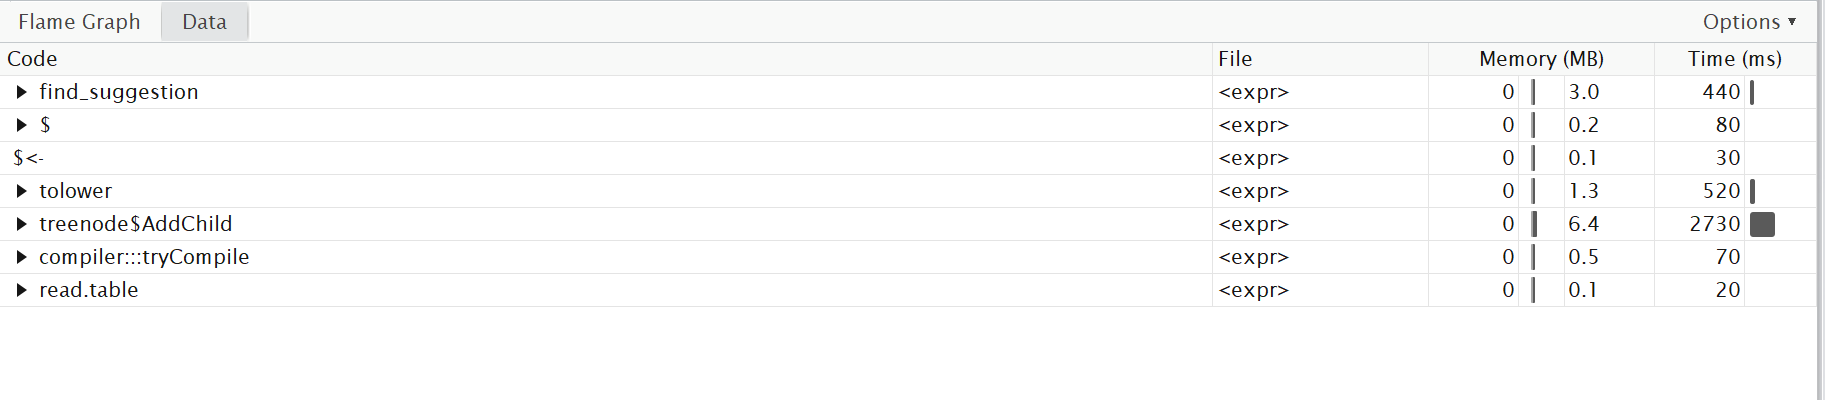 Flame Graph Data Options ▼
Code File Memory (MB) Time (ms)
▶ find_suggestion <expr> 0 3.0 440
▶ $ <expr> 0 0.2 80
$<- <expr> 0 0.1 30
▶ tolower <expr> 0 1.3 520
▶ treenode$AddChild <expr> 0 6.4 2730
▶ compiler:::tryCompile <expr> 0 0.5 70
▶ read.table <expr> 0 0.1 20